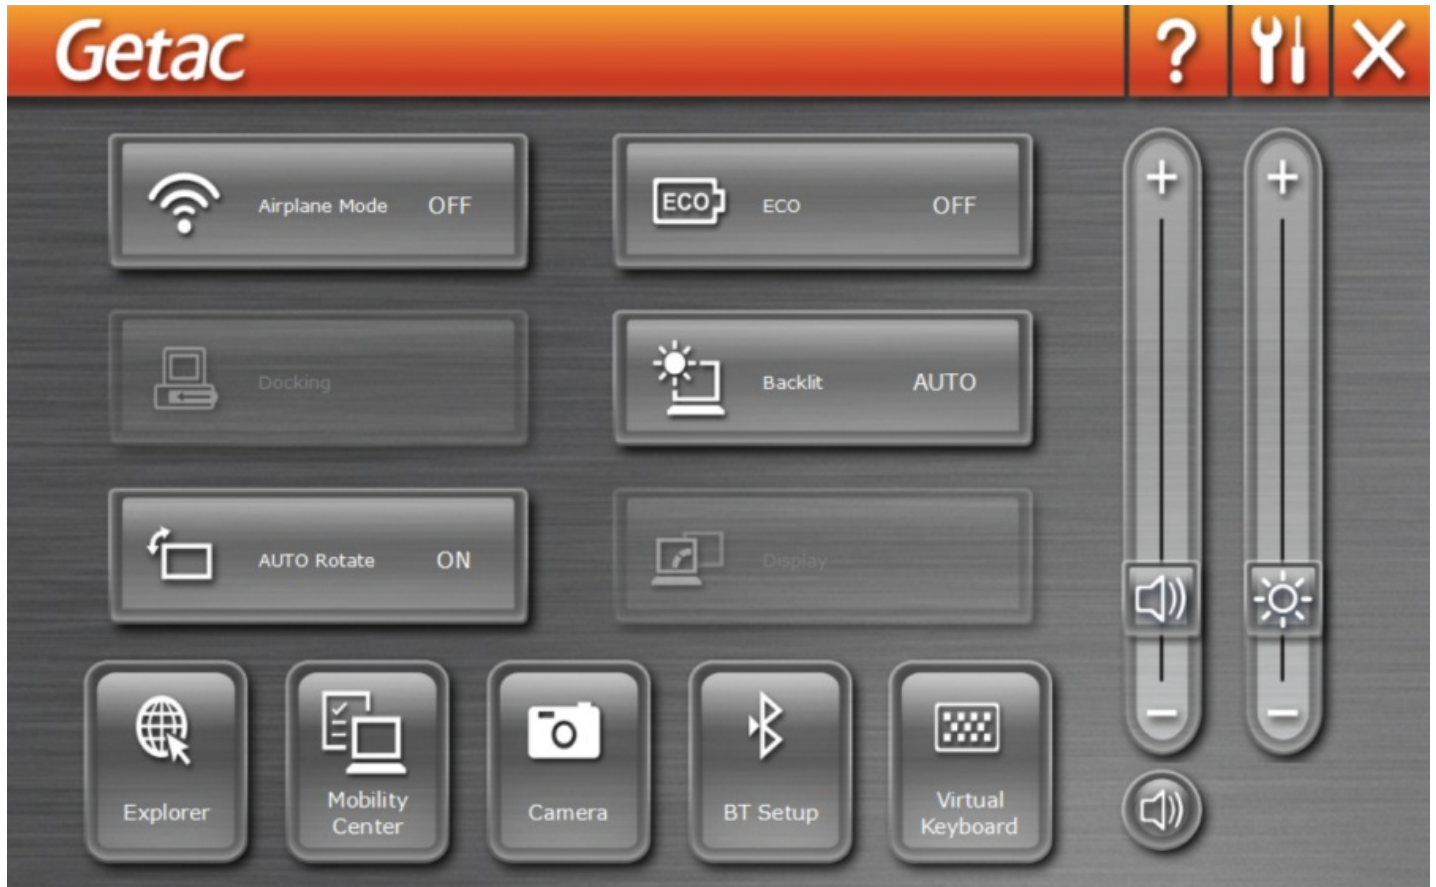 Getac
?
Airplane Mode OFF
ECO ECO OFF
Docking
Backlit AUTO
AUTO Rotate ON
Display
Explorer
Mobility
Center
Camera
BT Setup
Virtual
Keyboard